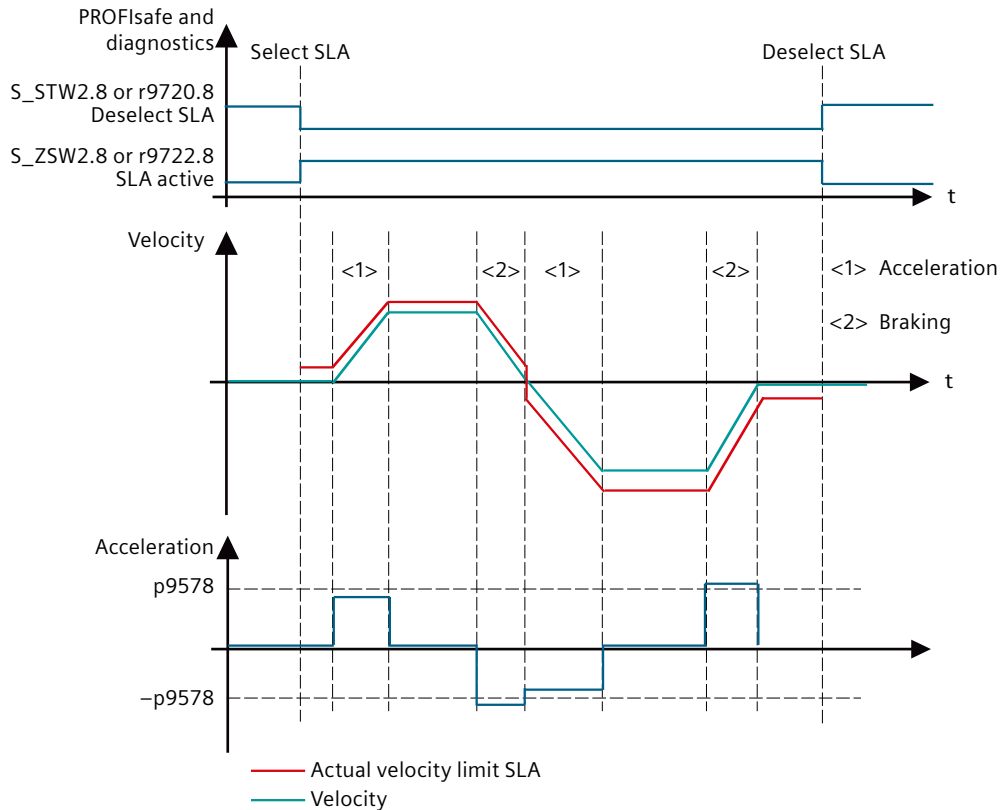 PROFIsafe and
diagnostics
Select SLA
Deselect SLA
S_STW2.8 or r9720.8
Deselect SLA
S_ZSW2.8 or r9722.8
SLA active
t
Velocity
<1>
<2>
<1>
<2>
<1> Acceleration
<2> Braking
t
Acceleration
p9578
–p9578
Actual velocity limit SLA
Velocity